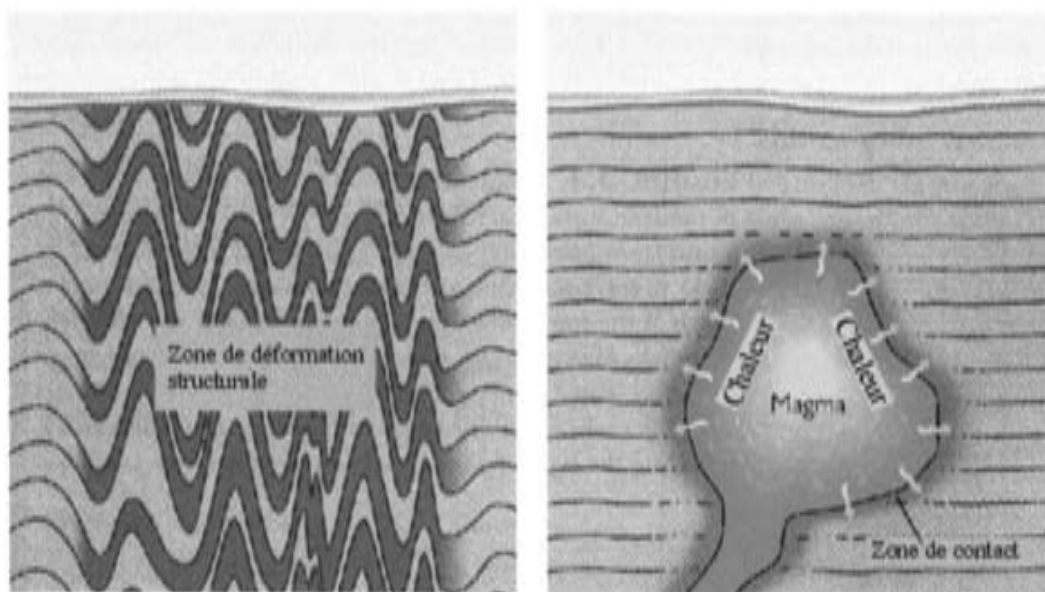 Zone de déformation
structurale
Chaleur
Chaleur
Magma
Zone de contact